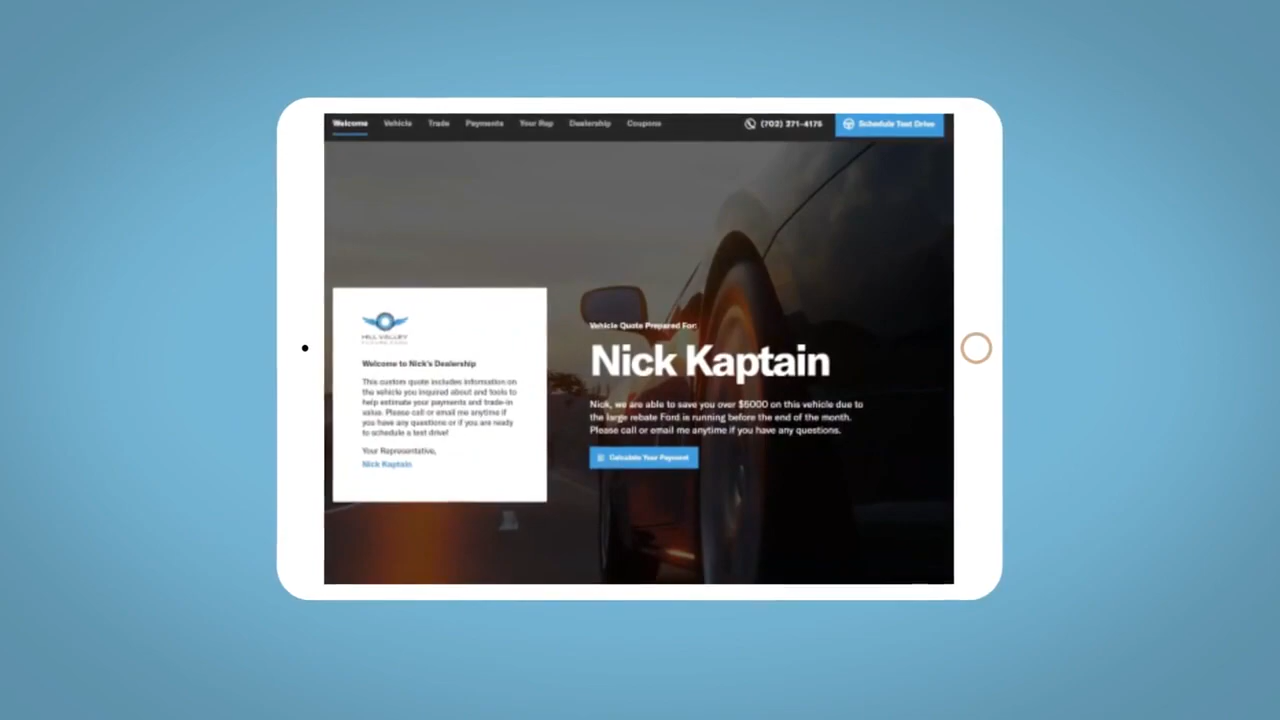 Welcome Vehicle Trade Payments Your Rep Dealership Coupons (702) 271-4175 Schedule Test Drive
HILL VALLEY
Welcome to Nick's Dealership
This custom quote includes information on
the vehicle you inquired about and tools to
help estimate your payments and trade-in
value. Please call or email me anytime if
you have any questions or if you are ready
to schedule a test drive!
Your Representative,
Nick Kaptain
Vehicle Quote Prepared For:
Nick Kaptain
Nick, we are able to save you over $5000 on this vehicle due to
the large rebate Ford is running before the end of the month.
Please call or email me anytime if you have any questions.
Calculate Your Payment